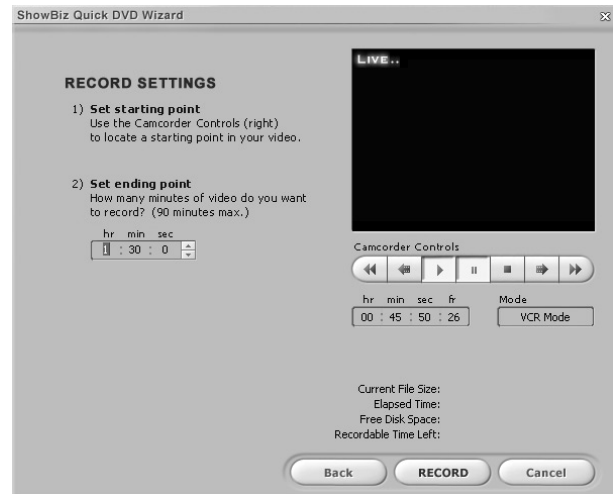 ShowBiz Quick DVD Wizard
RECORD SETTINGS
1) Set starting point
Use the Camcorder Controls (right)
to locate a starting point in your video.
2) Set ending point
How many minutes of video do you want
to record? (90 minutes max.)
hr min sec
1 : 30 : 0
LIVE..
Camcorder Controls
hr min sec fr
00 : 45 : 50 : 26
Mode
VCR Mode
Current File Size:
Elapsed Time:
Free Disk Space:
Recordable Time Left:
Back
RECORD
Cancel